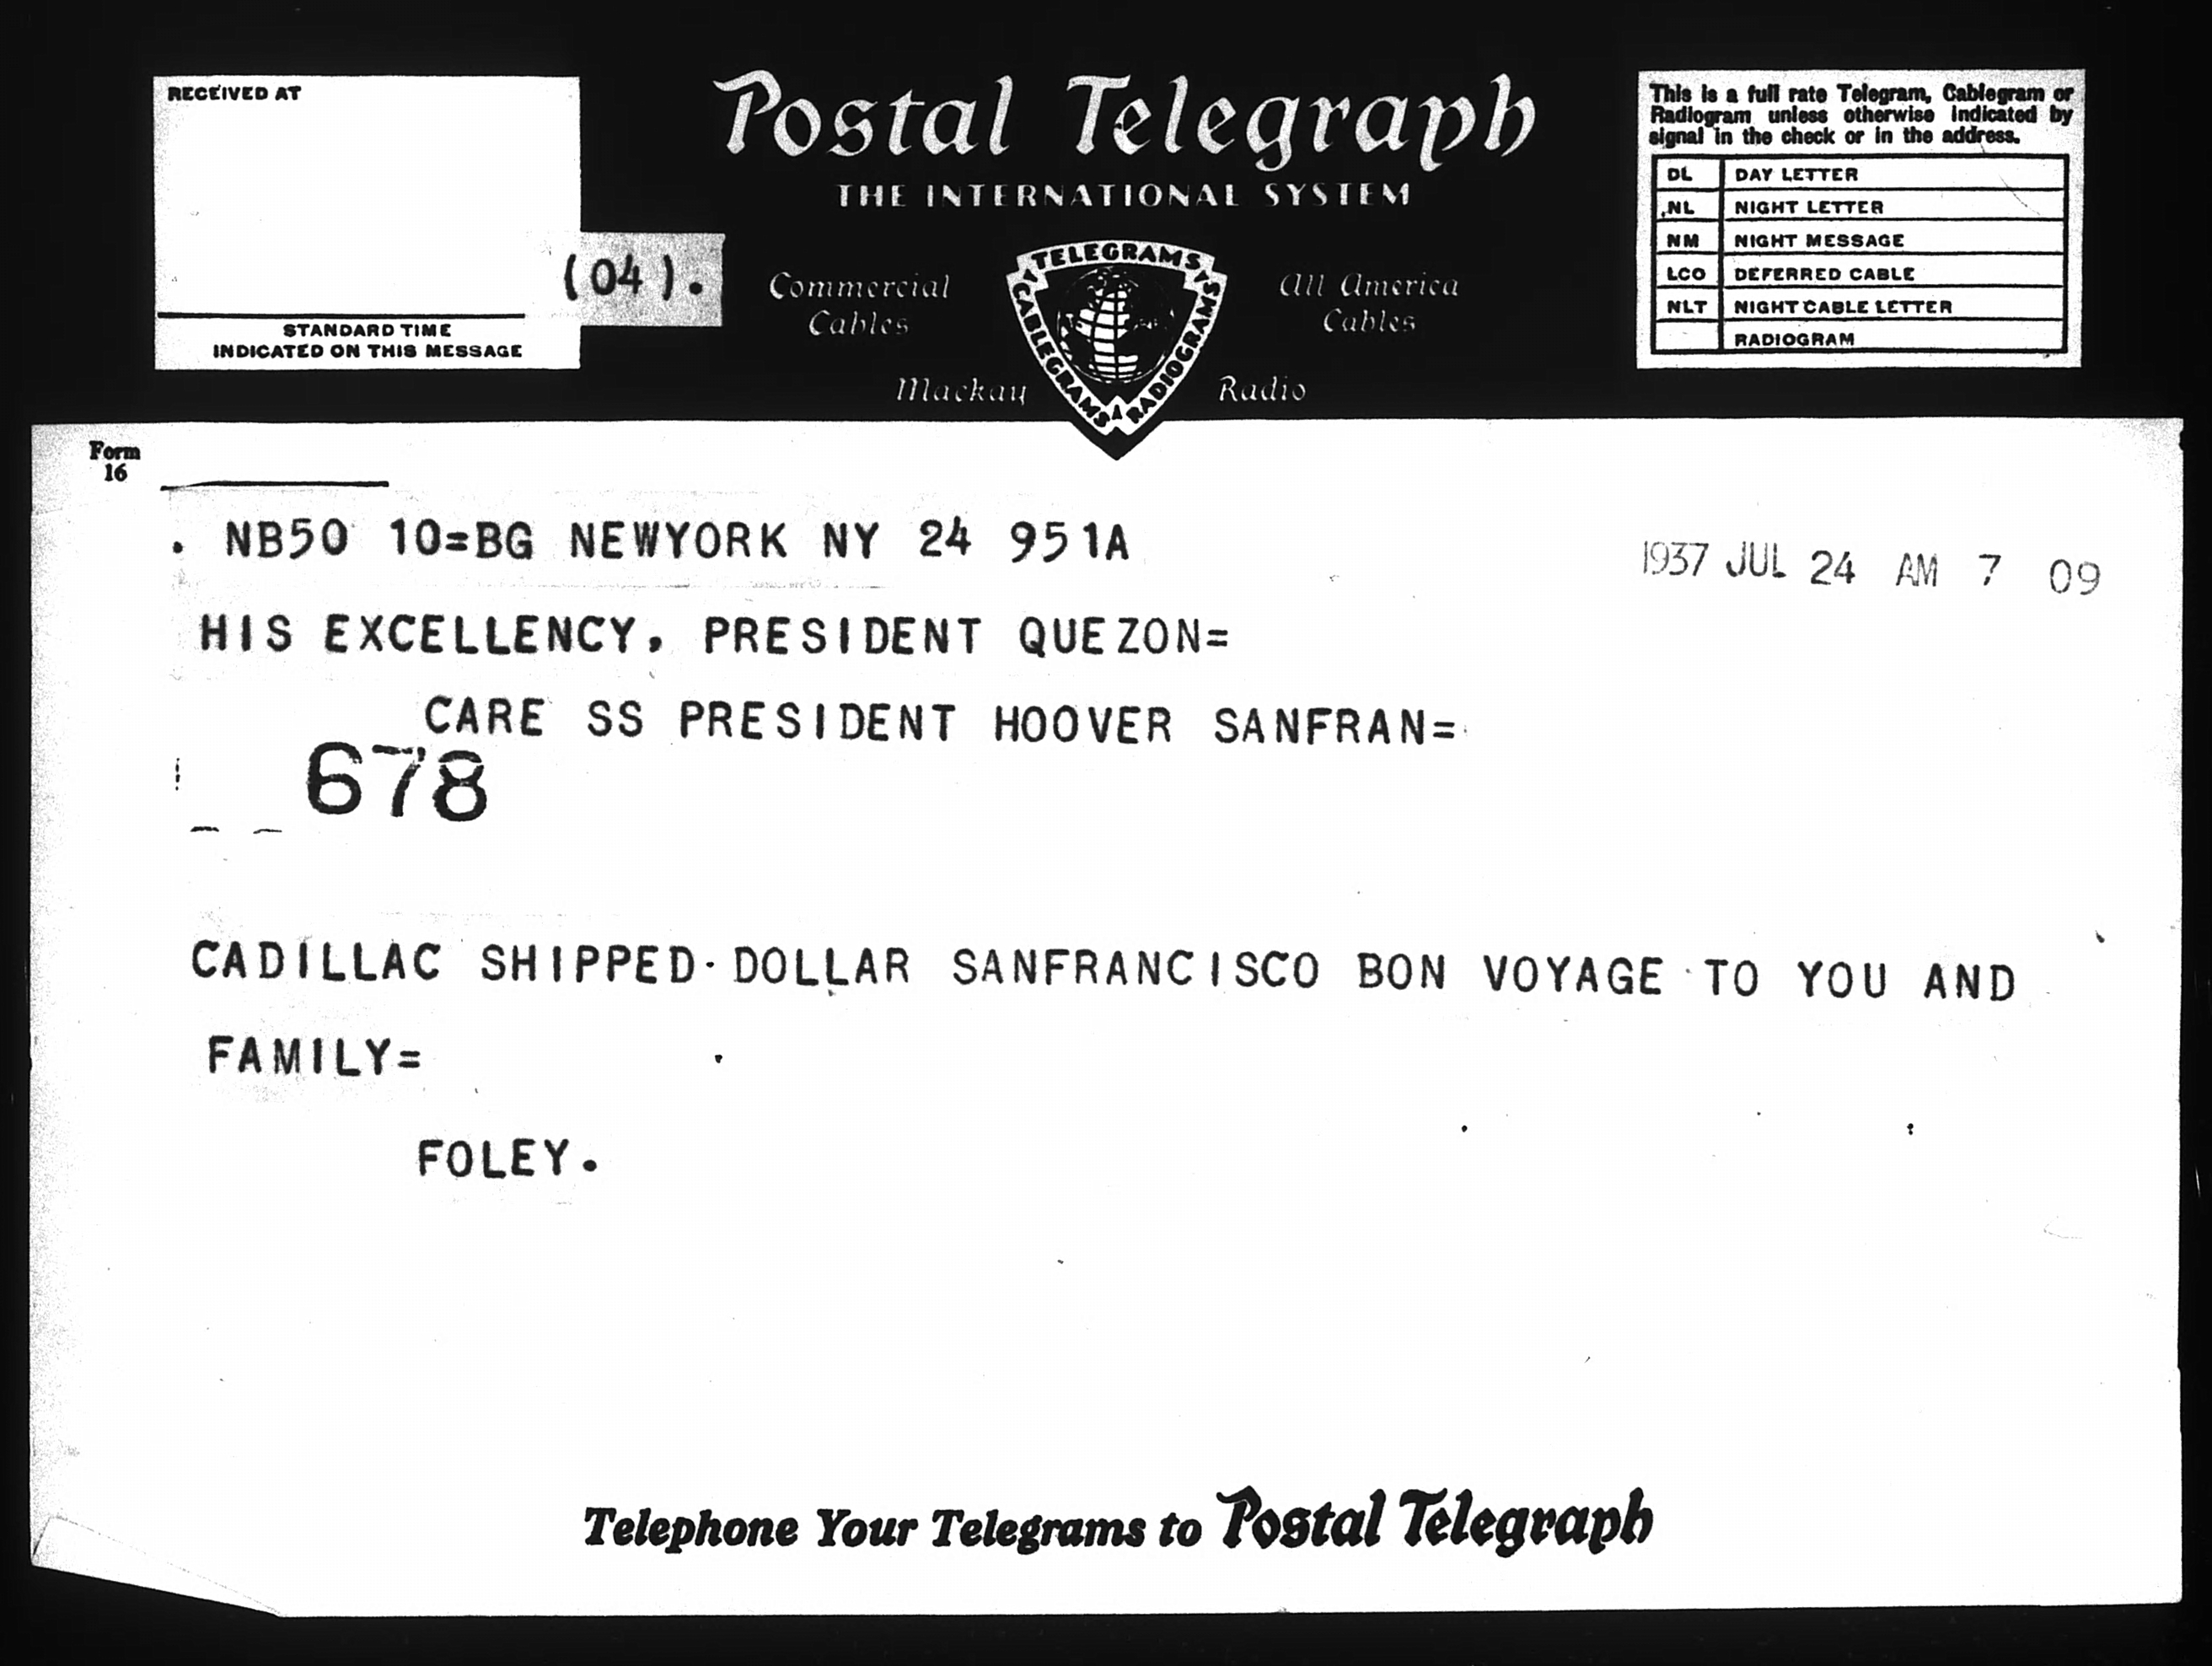 RECEIVED AT
STANDARD TIME
INDICATED ON THIS MESSAGE
(04).
Postal Telegraph
THE INTERNATIONAL SYSTEM
Commercial
Cables
All America
Cables
Mackay
Radio
TELEGRAMS
CABLEGRAMS
RADIOGRAMS
This is a full rate Telegram, Cablegram or
Radiogram unless otherwise indicated by
signal in the check or in the address.
DL DAY LETTER
NL NIGHT LETTER
NM NIGHT MESSAGE
LCO DEFERRED CABLE
NLT NIGHT CABLE LETTER
RADIOGRAM
Form
16
. NB50 10=BG NEWYORK NY 24 951A
1937 JUL 24 AM 7 09
HIS EXCELLENCY, PRESIDENT QUEZON=
CARE SS PRESIDENT HOOVER SANFRAN=
678
CADILLAC SHIPPED DOLLAR SANFRANCISCO BON VOYAGE TO YOU AND
FAMILY=
FOLEY.
Telephone Your Telegrams to Postal Telegraph